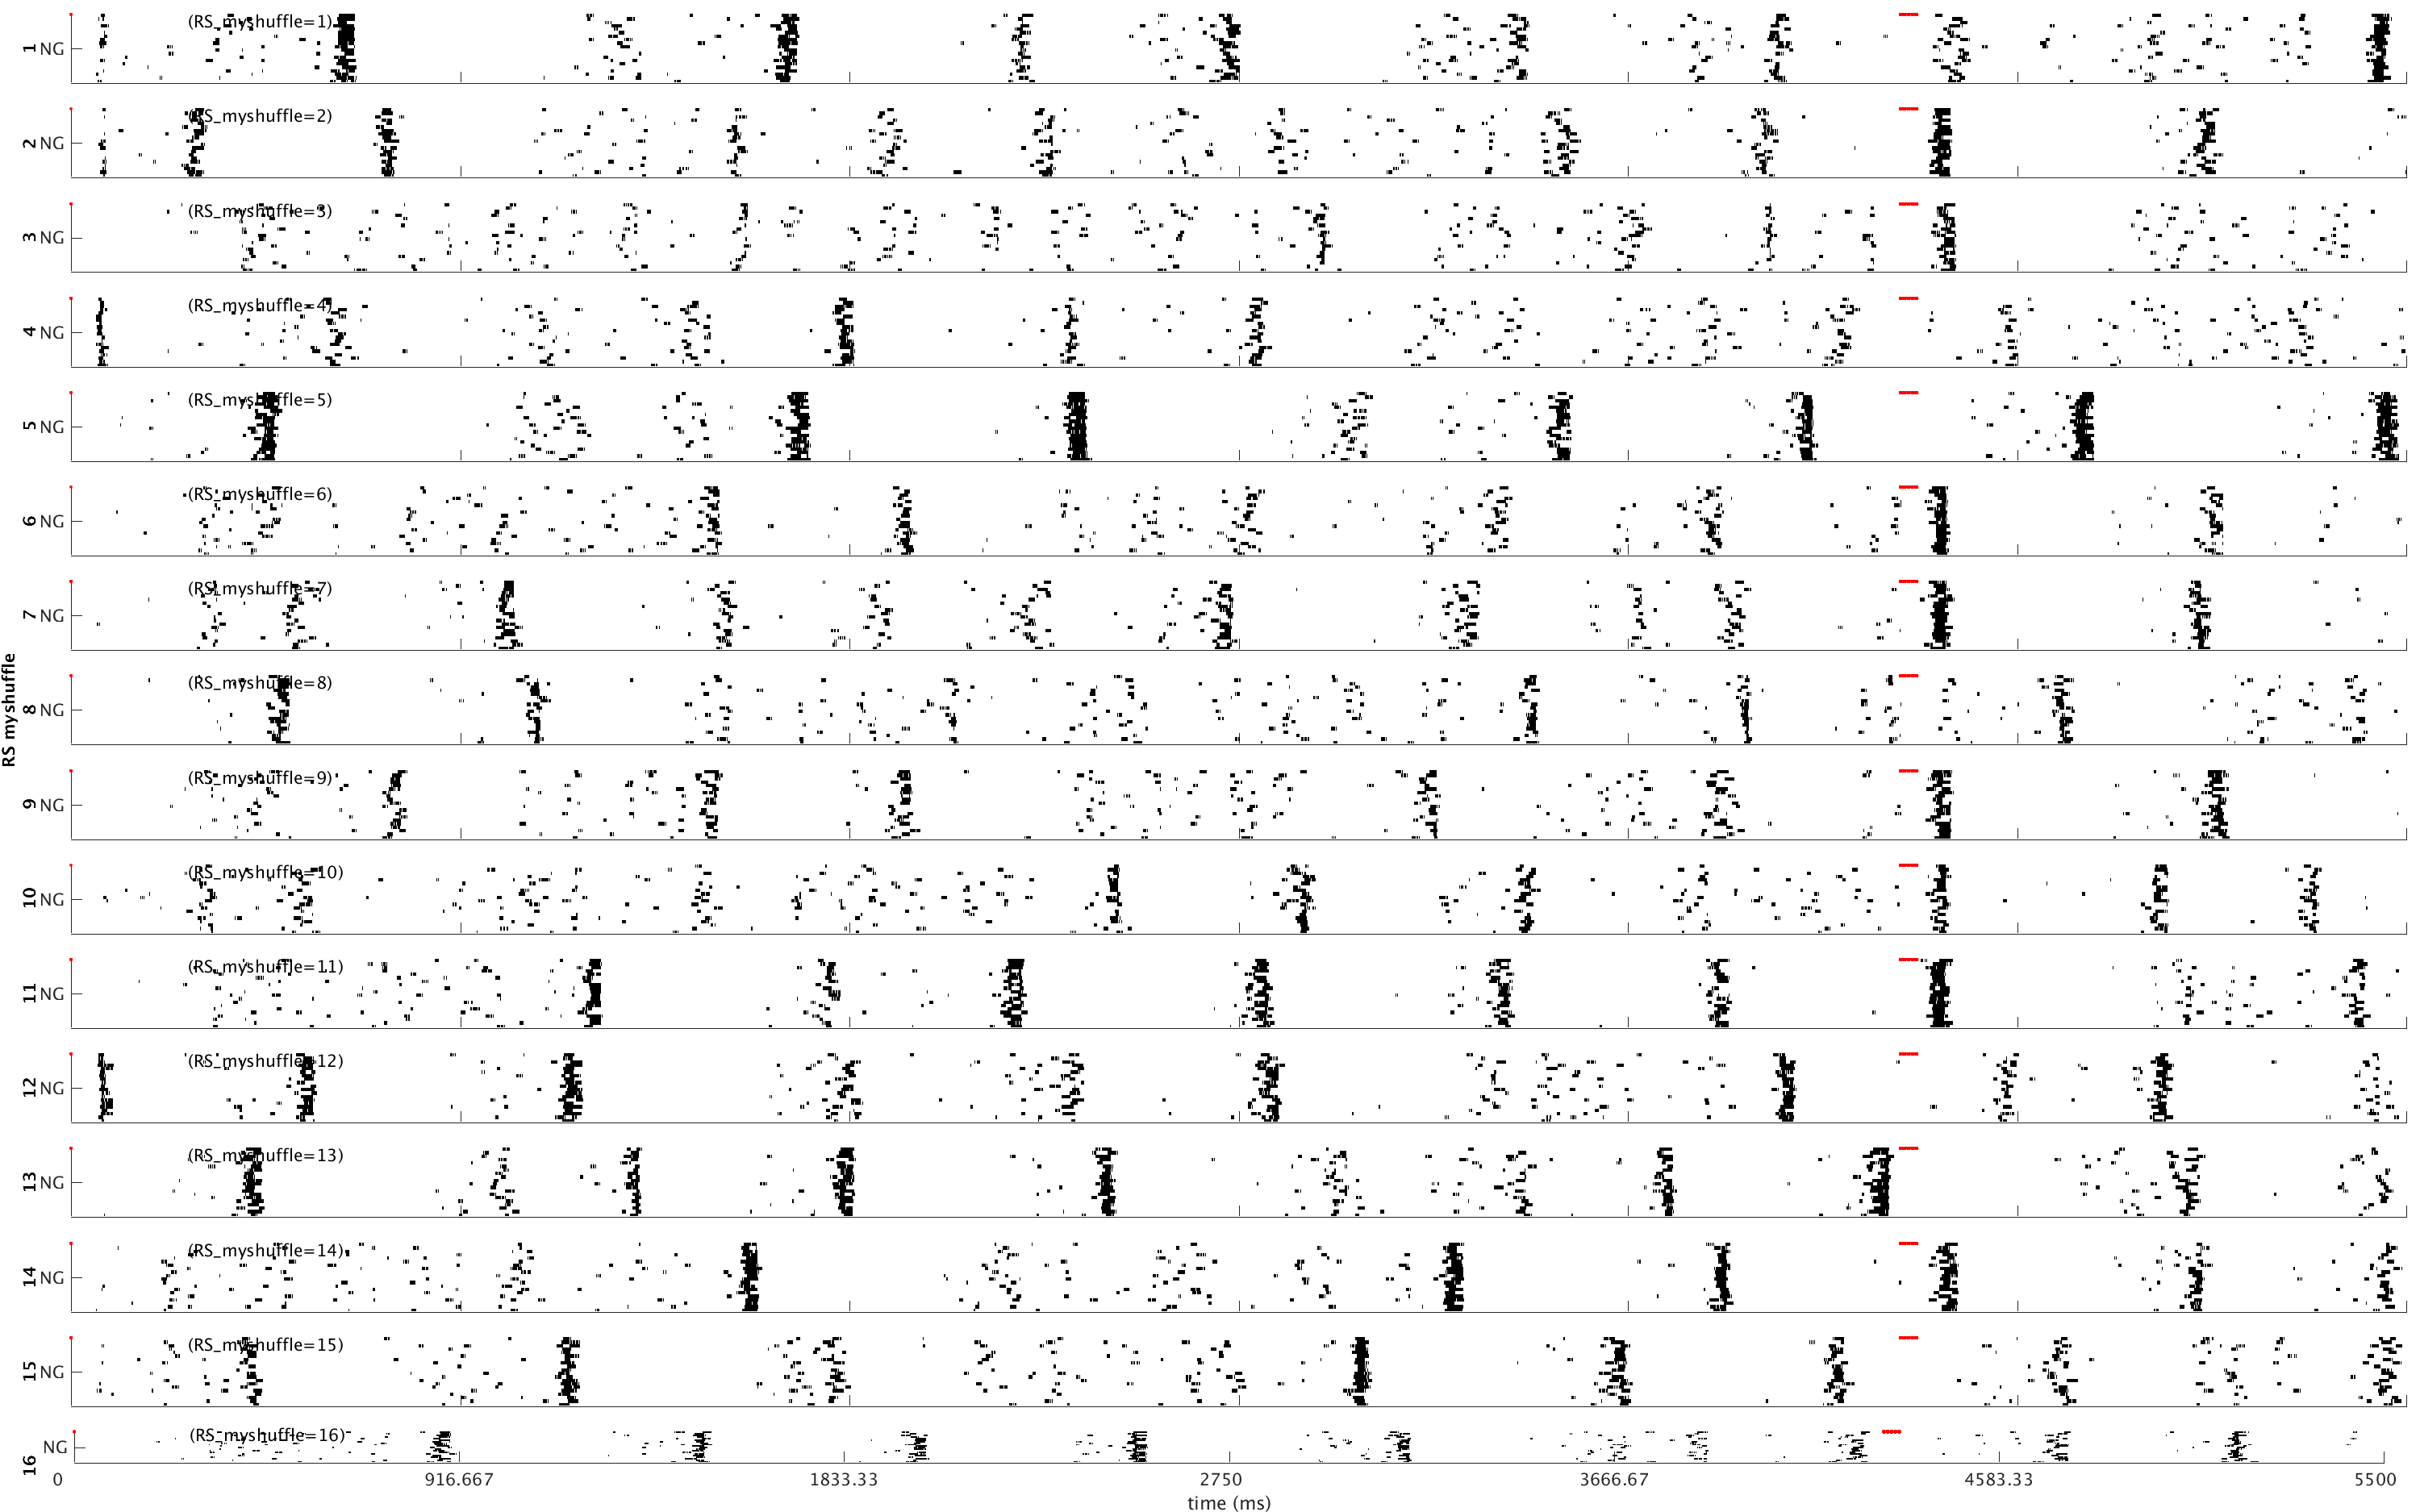 (RS_myshuffle=1)
1 NG
(RS_myshuffle=2)
2 NG
(RS_myshuffle=3)
3 NG
(RS_myshuffle=4)
4 NG
(RS_myshuffle=5)
5 NG
(RS_myshuffle=6)
6 NG
(RS_myshuffle=7)
7 NG
(RS_myshuffle=8)
8 NG
(RS_myshuffle=9)
9 NG
(RS_myshuffle=10)
10 NG
(RS_myshuffle=11)
11 NG
(RS_myshuffle=12)
12 NG
(RS_myshuffle=13)
13 NG
(RS_myshuffle=14)
14 NG
(RS_myshuffle=15)
15 NG
(RS_myshuffle=16)
16 NG
RS myshuffle
0 916.667 1833.33 2750 3666.67 4583.33 5500
time (ms)